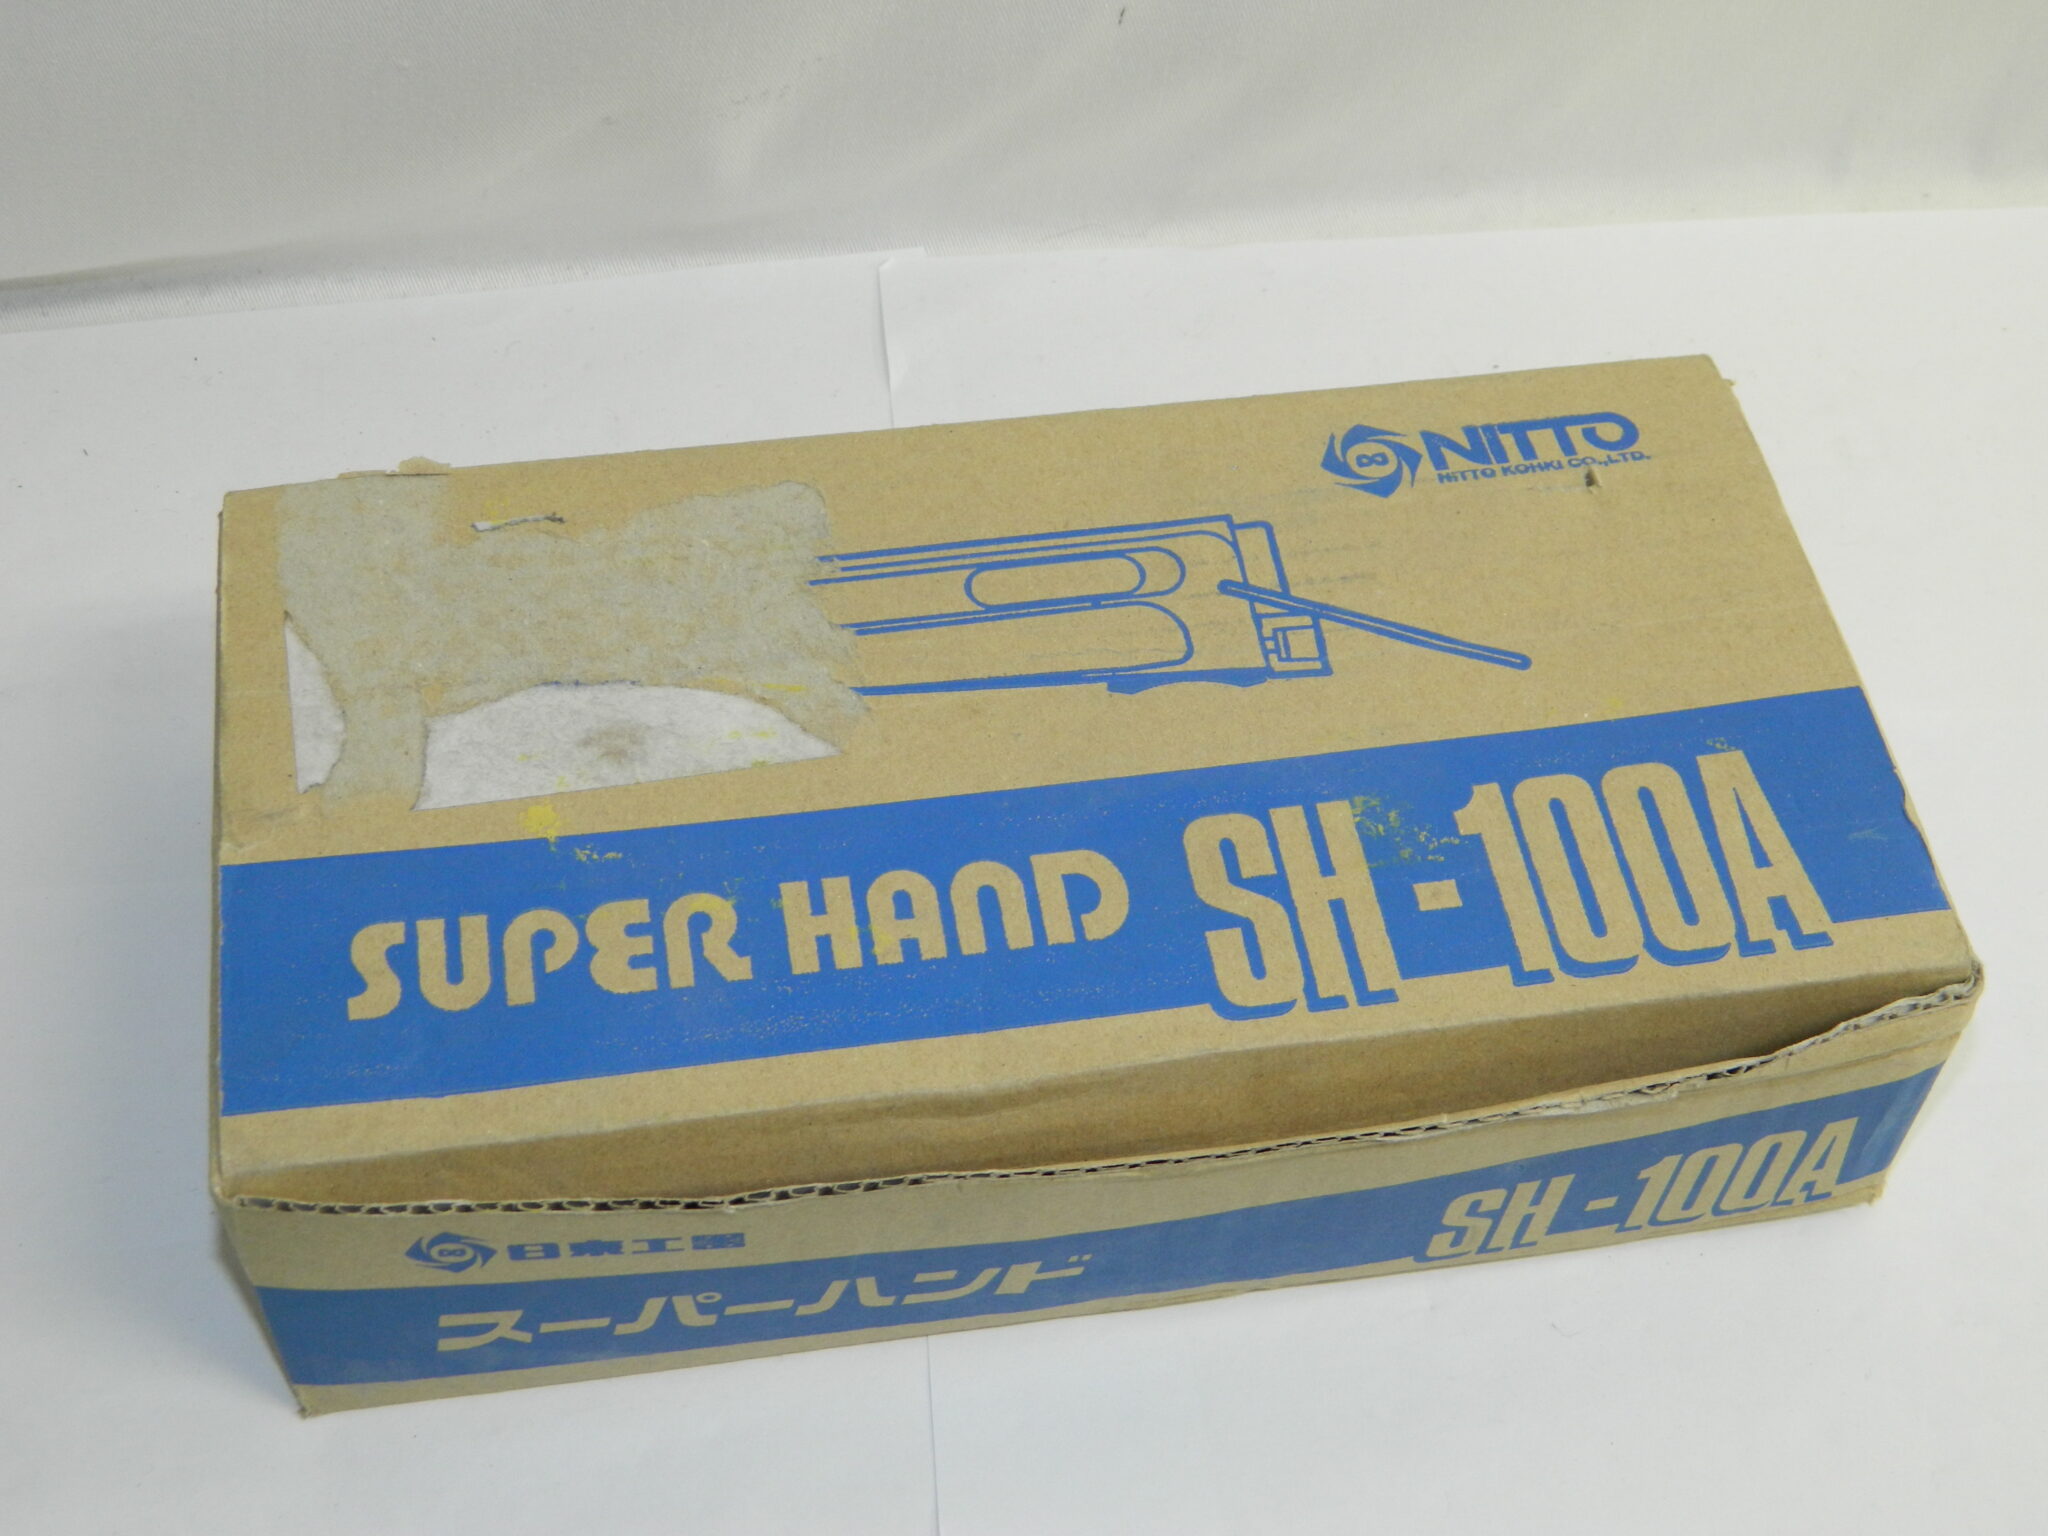 NITTO
NITTO KOHKI CO.,LTD.
SUPER HAND SH-100A
日東工器
スーパーハンド SH-100A